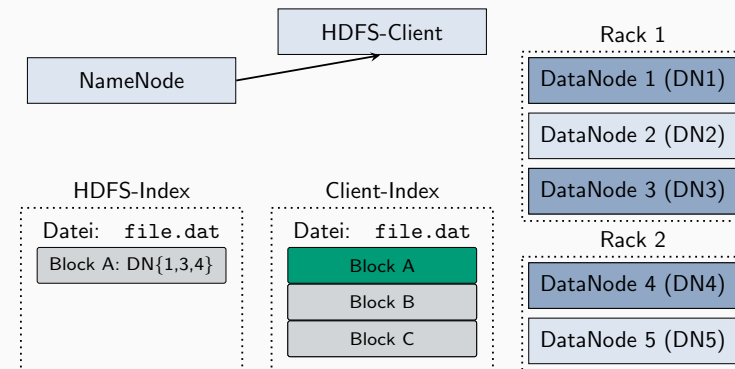 HDFS-Client
NameNode
Rack 1
DataNode 1 (DN1)
DataNode 2 (DN2)
DataNode 3 (DN3)
Rack 2
DataNode 4 (DN4)
DataNode 5 (DN5)
HDFS-Index
Datei: file.dat
Block A: DN{1,3,4}
Client-Index
Datei: file.dat
Block A
Block B
Block C